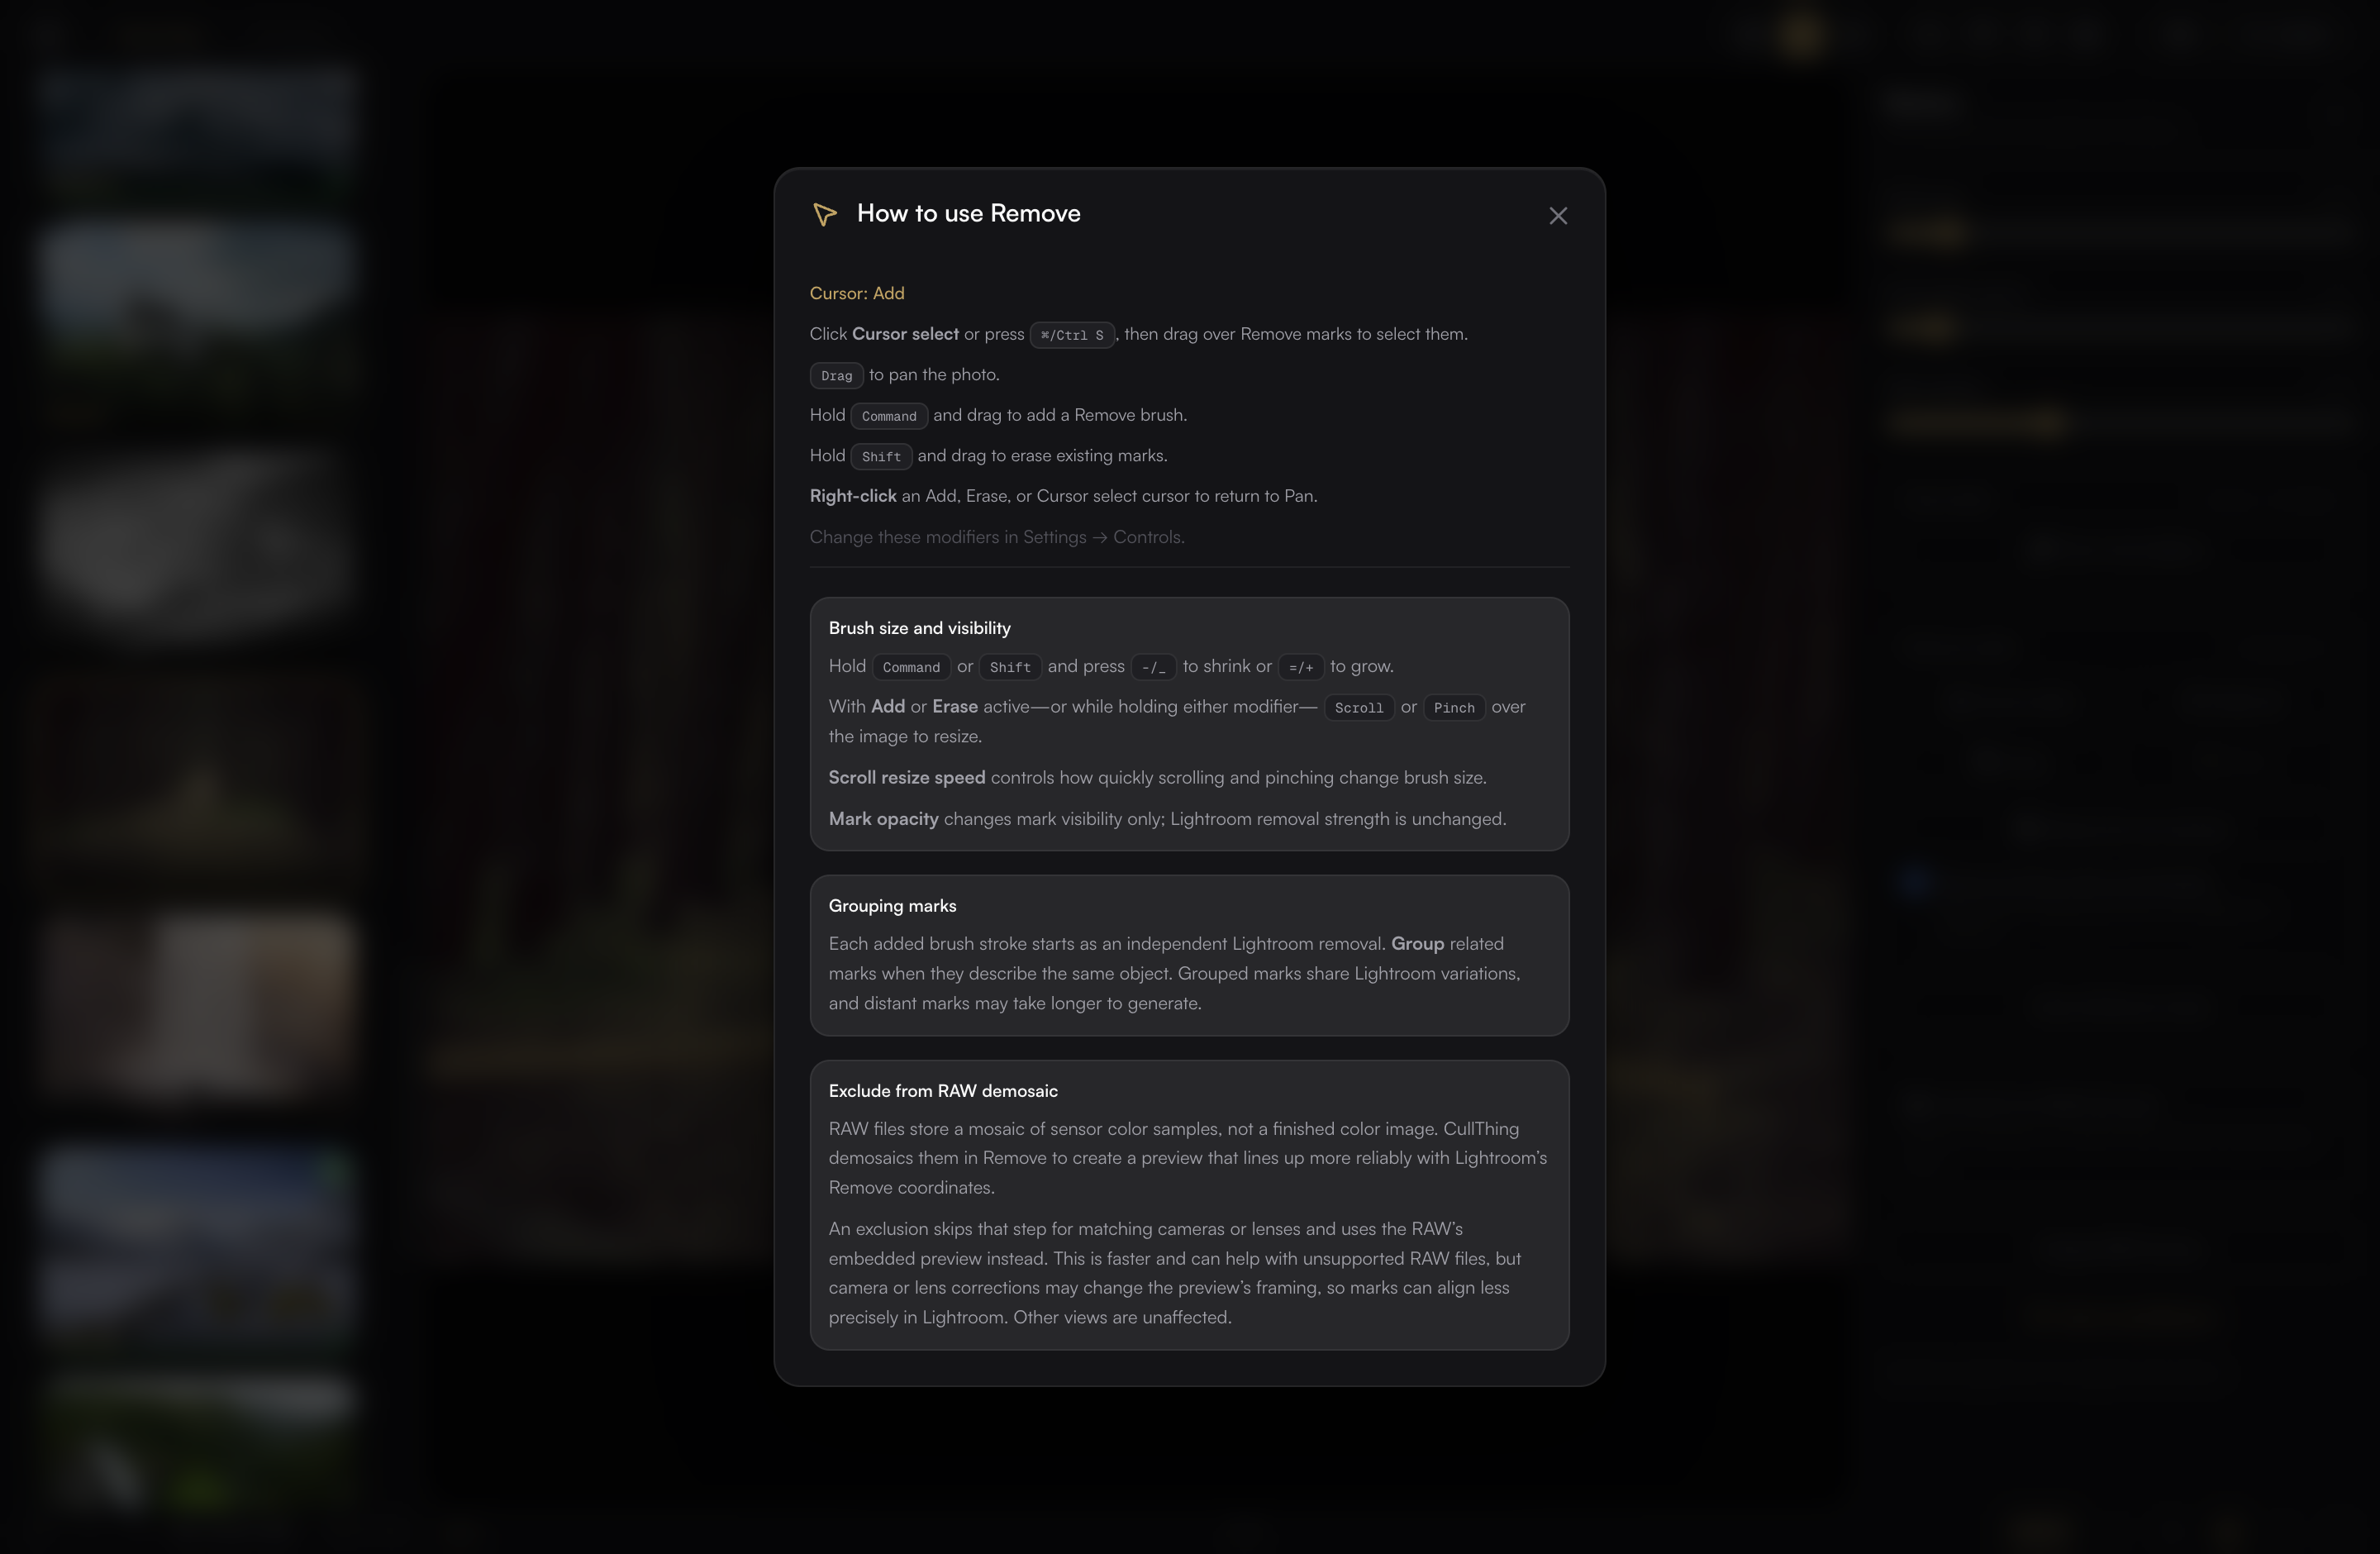 How to use Remove
Cursor: Add
Click Cursor select or press ⌘/Ctrl S, then drag over Remove marks to select them.
Drag to pan the photo.
Hold Command and drag to add a Remove brush.
Hold Shift and drag to erase existing marks.
Right-click an Add, Erase, or Cursor select cursor to return to Pan.
Change these modifiers in Settings → Controls.
Brush size and visibility
Hold Command or Shift and press -/_ to shrink or =/+ to grow.
With Add or Erase active—or while holding either modifier— Scroll or Pinch over
the image to resize.
Scroll resize speed controls how quickly scrolling and pinching change brush size.
Mark opacity changes mark visibility only; Lightroom removal strength is unchanged.
Grouping marks
Each added brush stroke starts as an independent Lightroom removal. Group related
marks when they describe the same object. Grouped marks share Lightroom variations,
and distant marks may take longer to generate.
Exclude from RAW demosaic
RAW files store a mosaic of sensor color samples, not a finished color image. CullThing
demosaics them in Remove to create a preview that lines up more reliably with Lightroom’s
Remove coordinates.
An exclusion skips that step for matching cameras or lenses and uses the RAW’s
embedded preview instead. This is faster and can help with unsupported RAW files, but
camera or lens corrections may change the preview’s framing, so marks can align less
precisely in Lightroom. Other views are unaffected.